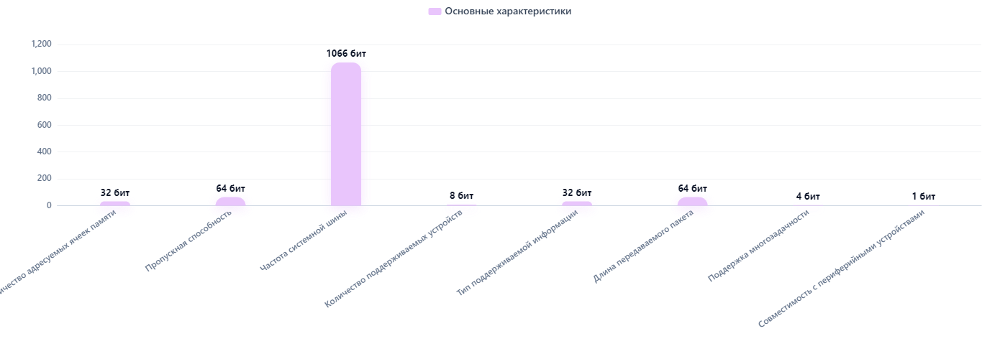 Основные характеристики
1,200
1,000
800
600
400
200
0
1066 бит
32 бит
64 бит
8 бит
32 бит
64 бит
4 бит
1 бит
адресуемых ячеек памяти
Пропускная способность
Частота системной шины
Количество поддерживаемых устройств
Тип поддерживаемой информации
Длина передаваемого пакета
Поддержка многозадачности
Совместимость с периферийными устройствами